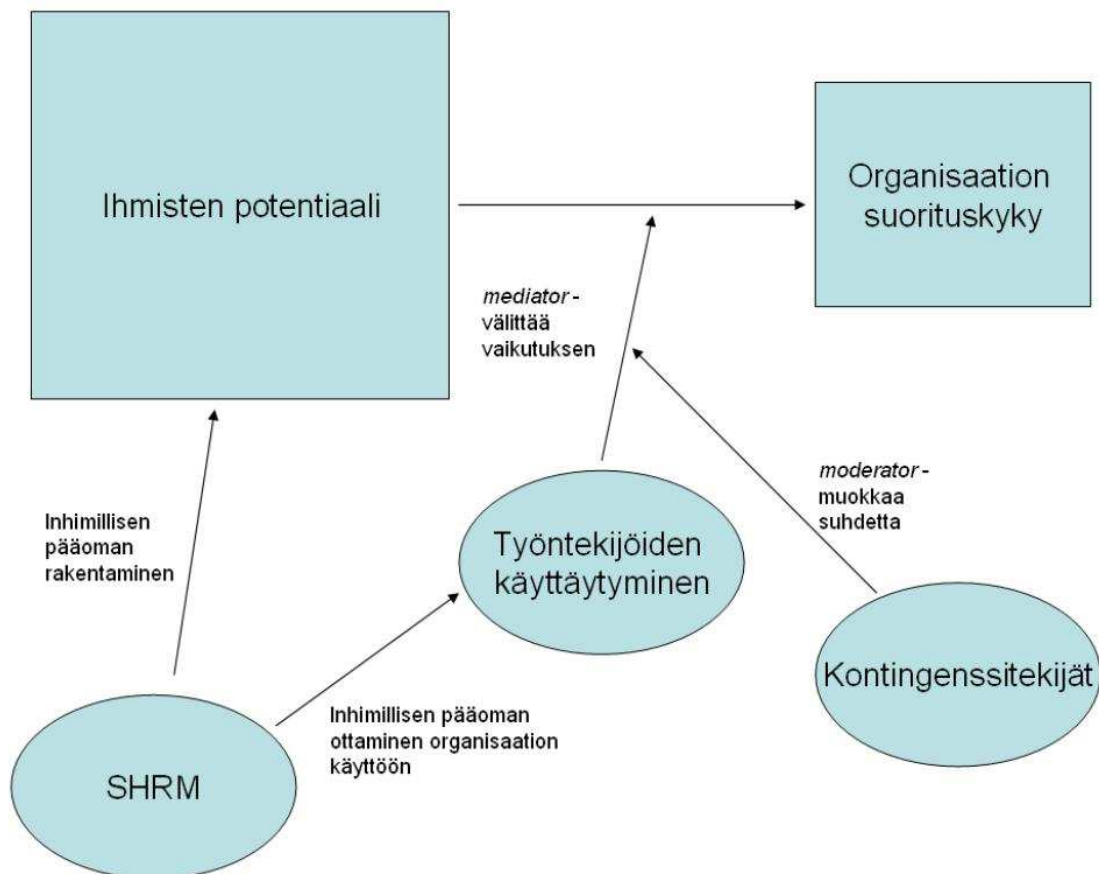 Ihmisten potentiaali
Organisaation
suorituskyky
mediator -
välittää
vaikutuksen
moderator -
muokkaa
suhdetta
Inhimillisen
pääoman
rakentaminen
Työntekijöiden
käyttäytyminen
Kontingenssitekijät
Inhimillisen pääoman
ottaminen organisaation
käyttöön
SHRM